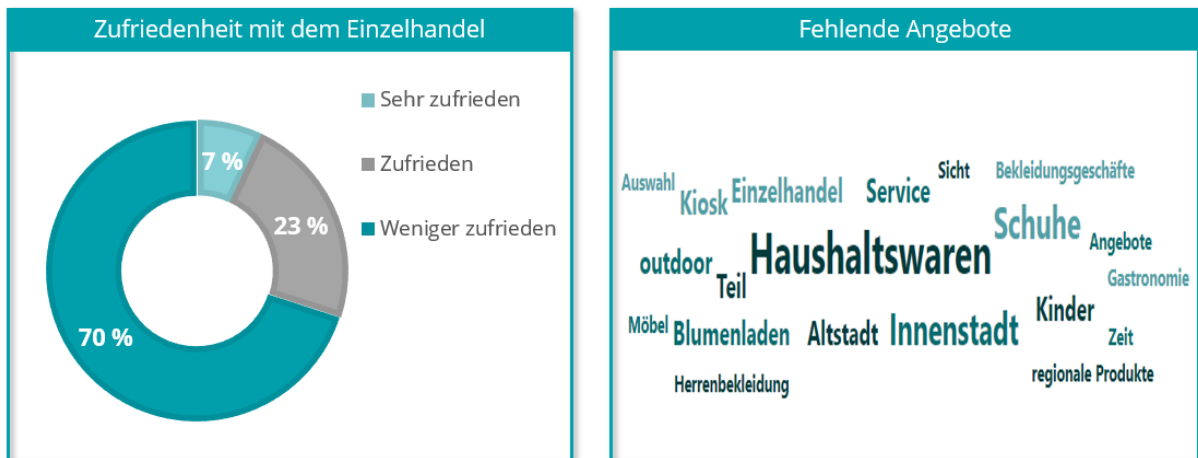 Zufriedenheit mit dem Einzelhandel
Sehr zufrieden
7 %
Zufrieden
23 %
Weniger zufrieden
70 %
Fehlende Angebote
Sicht
Bekleidungsgeschäfte
Auswahl
Kiosk
Einzelhandel
Service
Schuhe
Angebote
Haushaltswaren
outdoor
Teil
Gastronomie
Kinder
Möbel
Blumenladen
Altstadt
Innenstadt
Zeit
regionale Produkte
Herrenbekleidung